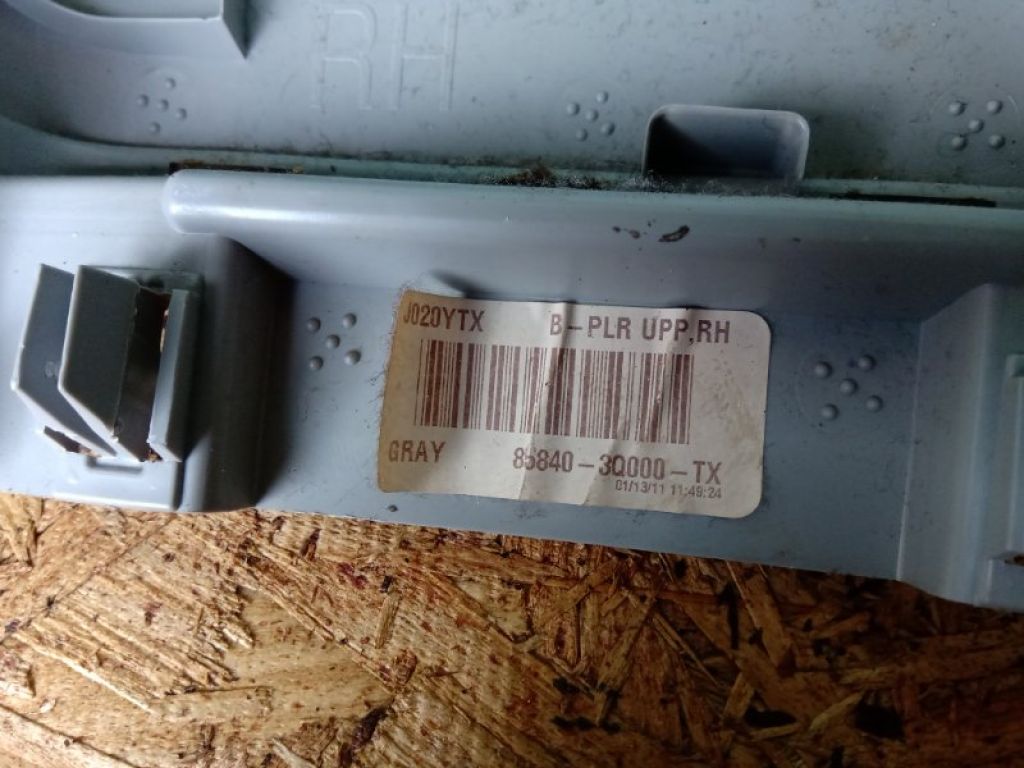 RH
J020YTX B-PLR UPP,RH
GRAY 85840-3Q000-TX
01/13/11 11:49:24